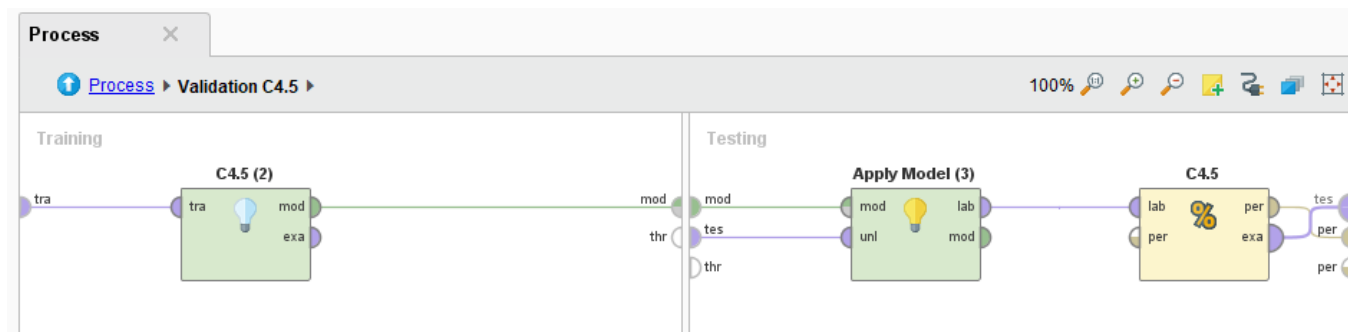 Process
Process Validation C4.5
100%
Training
Testing
C4.5 (2)
Apply Model (3)
C4.5
tra
tra
mod
mod
mod
mod
lab
lab
per
tes
exa
thr
tes
unl
mod
per
exa
per
thr
per